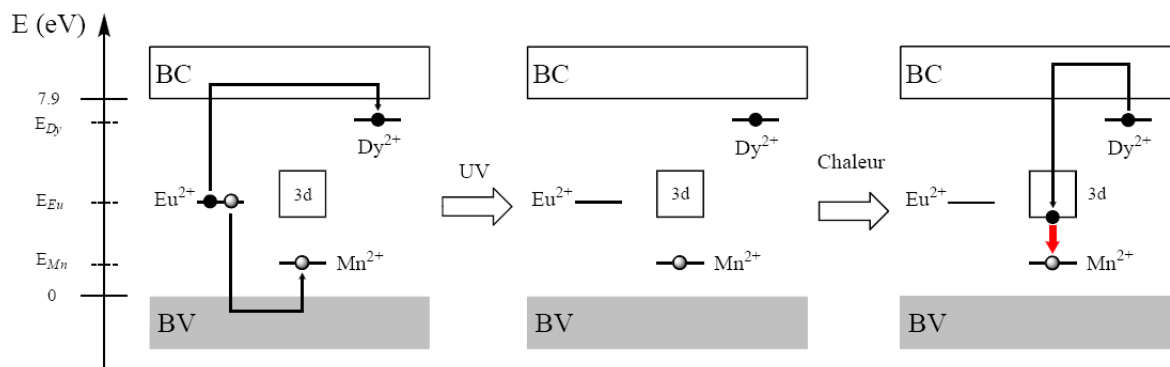 E (eV)
7.9
E_Dy
E_Eu
E_Mn
0
BC
Dy²⁺
Eu²⁺
3d
Mn²⁺
BV
UV
BC
Dy²⁺
Eu²⁺
3d
Mn²⁺
BV
Chaleur
BC
Dy²⁺
Eu²⁺
3d
Mn²⁺
BV